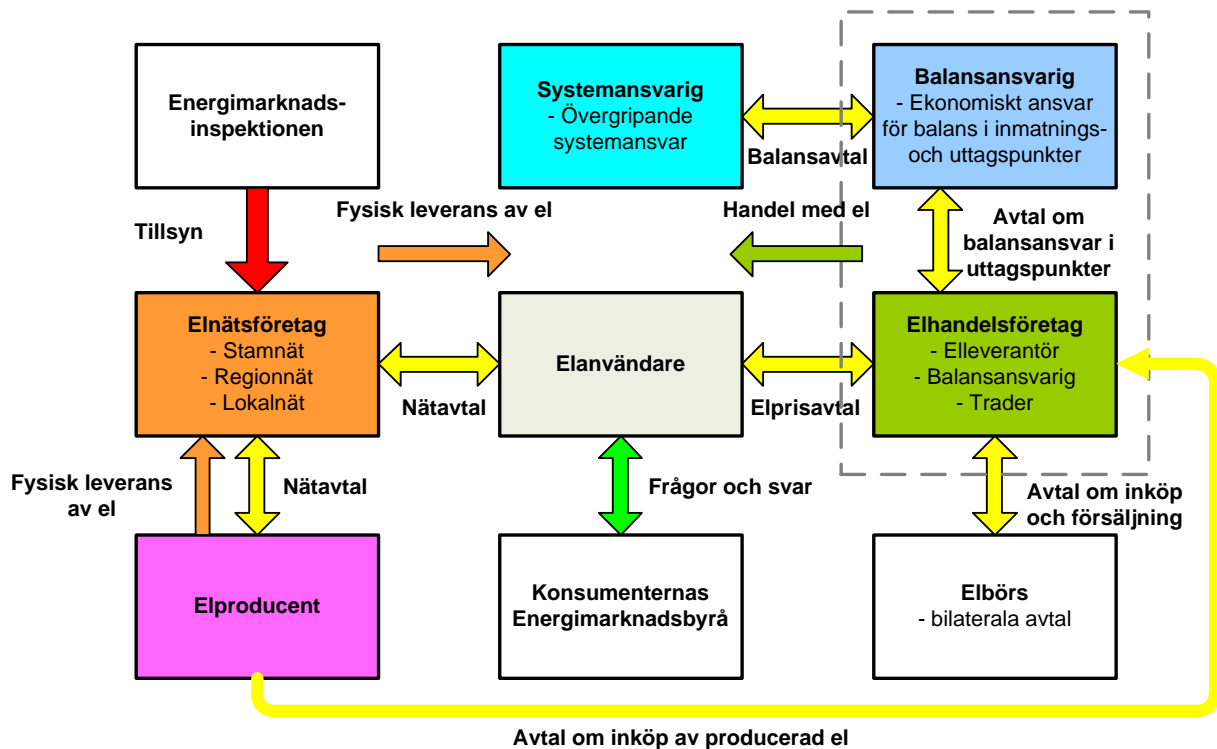 Energimarknads-
inspektionen
Systemansvarig
- Övergripande
systemansvar
Balansansvarig
- Ekonomiskt ansvar
för balans i inmatnings-
och uttagspunkter
Balansavtal
Tillsyn
Fysisk leverans av el
Handel med el
Avtal om
balansansvar i
uttagspunkter
Elnätsföretag
- Stamnät
- Regionnät
- Lokalnät
Nätavtal
Elanvändare
Elprisavtal
Elhandelsföretag
- Elleverantör
- Balansansvarig
- Trader
Fysisk leverans
av el
Nätavtal
Frågor och svar
Avtal om inköp
och försäljning
Elproducent
Konsumenternas
Energimarknadsbyrå
Elbörs
- bilaterala avtal
Avtal om inköp av producerad el